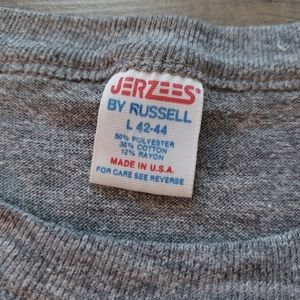 JERZEES®
BY RUSSELL
L 42-44
50% POLYESTER
38% COTTON
12% RAYON
MADE IN U.S.A.
FOR CARE SEE REVERSE